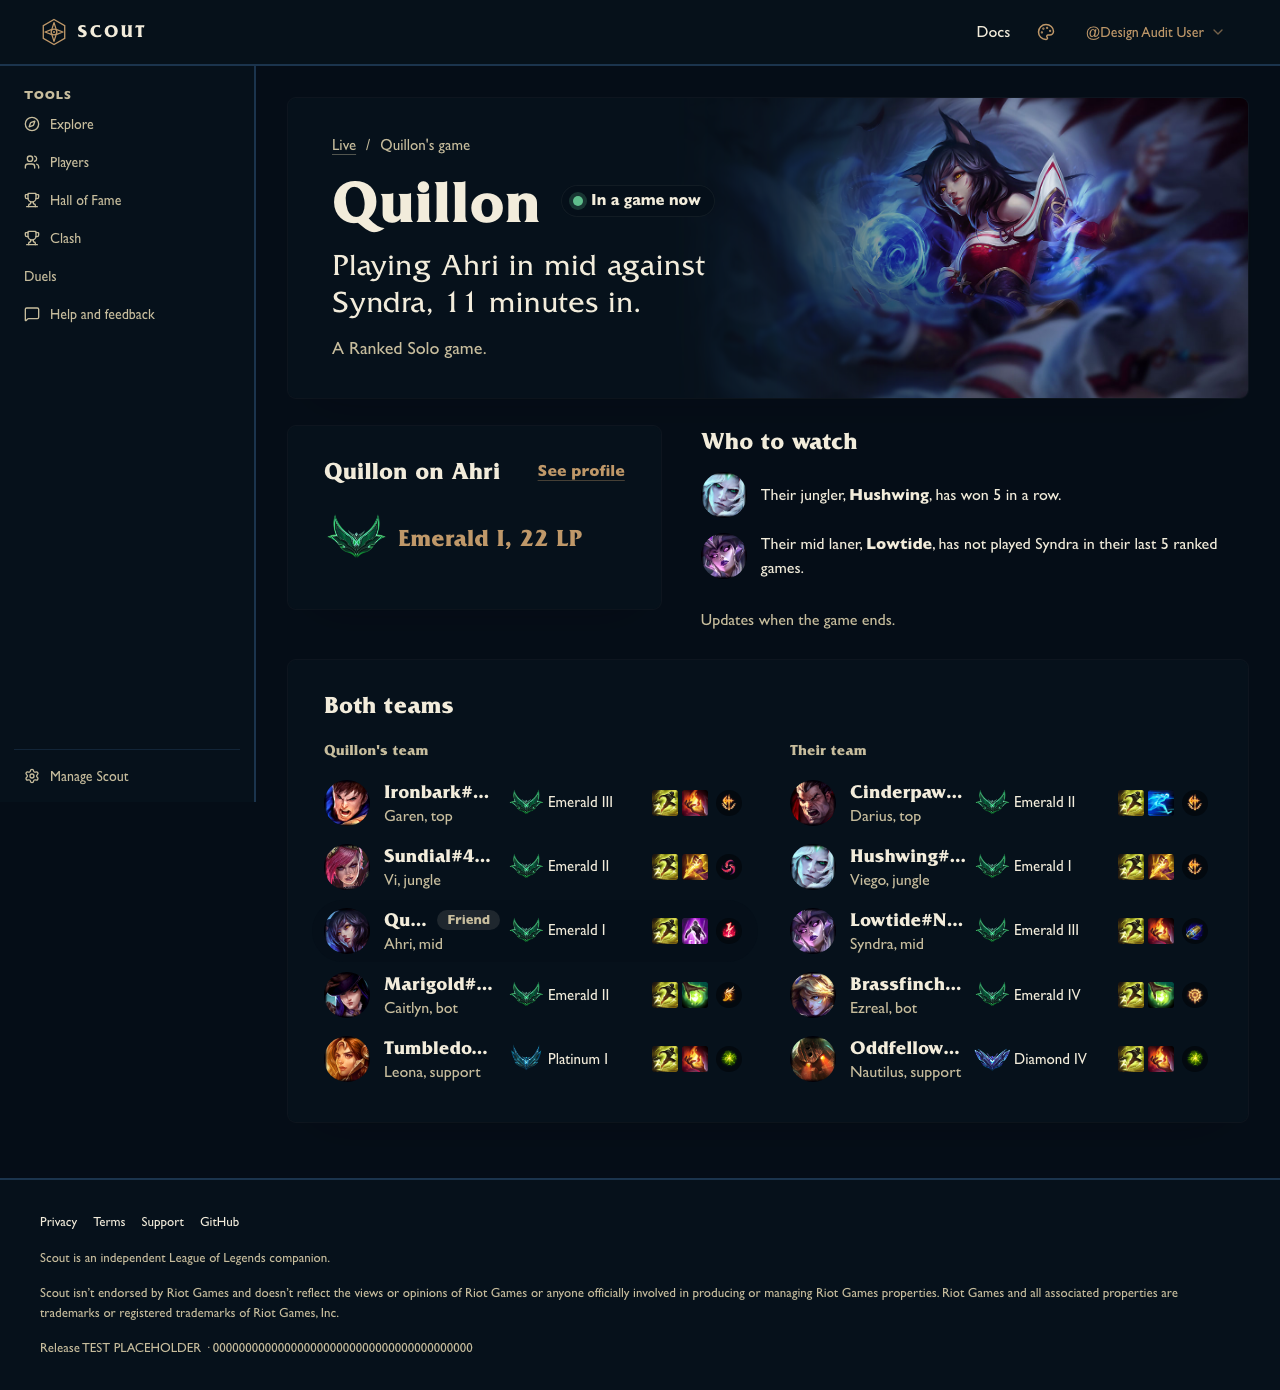 SCOUT
Docs
@Design Audit User
TOOLS
Explore
Players
Hall of Fame
Clash
Duels
Help and feedback
Manage Scout
Live / Quillon's game
Quillon
In a game now
Playing Ahri in mid against
Syndra, 11 minutes in.
A Ranked Solo game.
Quillon on Ahri
See profile
Emerald I, 22 LP
Who to watch
Their jungler, Hushwing, has won 5 in a row.
Their mid laner, Lowtide, has not played Syndra in their last 5 ranked
games.
Updates when the game ends.
Both teams
Quillon's team
Ironbark#...
Garen, top
Emerald III
Sundial#4...
Vi, jungle
Emerald II
Qu...
Friend
Ahri, mid
Emerald I
Marigold#...
Caitlyn, bot
Emerald II
Tumbledo...
Leona, support
Platinum I
Their team
Cinderpaw...
Darius, top
Emerald II
Hushwing#...
Viego, jungle
Emerald I
Lowtide#N...
Syndra, mid
Emerald III
Brassfinch...
Ezreal, bot
Emerald IV
Oddfellow...
Nautilus, support
Diamond IV
Privacy Terms Support GitHub
Scout is an independent League of Legends companion.
Scout isn't endorsed by Riot Games and doesn't reflect the views or opinions of Riot Games or anyone officially involved in producing or managing Riot Games properties. Riot Games and all associated properties are
trademarks or registered trademarks of Riot Games, Inc.
Release TEST PLACEHOLDER · 0000000000000000000000000000000000000000